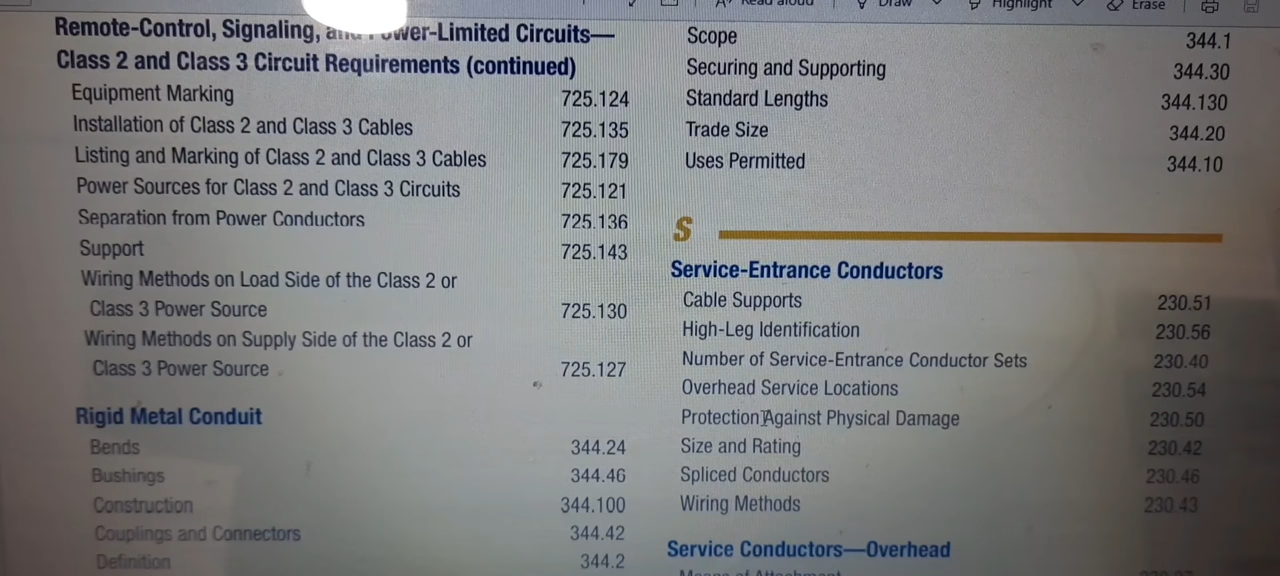 Read aloud
Draw
Highlight
Erase
Remote-Control, Signaling, and Power-Limited Circuits—
Class 2 and Class 3 Circuit Requirements (continued)
Equipment Marking 725.124
Installation of Class 2 and Class 3 Cables 725.135
Listing and Marking of Class 2 and Class 3 Cables 725.179
Power Sources for Class 2 and Class 3 Circuits 725.121
Separation from Power Conductors 725.136
Support 725.143
Wiring Methods on Load Side of the Class 2 or
Class 3 Power Source 725.130
Wiring Methods on Supply Side of the Class 2 or
Class 3 Power Source 725.127
Rigid Metal Conduit
Bends 344.24
Bushings 344.46
Construction 344.100
Couplings and Connectors 344.42
Definition 344.2
Scope 344.1
Securing and Supporting 344.30
Standard Lengths 344.130
Trade Size 344.20
Uses Permitted 344.10
S
Service-Entrance Conductors
Cable Supports 230.51
High-Leg Identification 230.56
Number of Service-Entrance Conductor Sets 230.40
Overhead Service Locations 230.54
Protection Against Physical Damage 230.50
Size and Rating 230.42
Spliced Conductors 230.46
Wiring Methods 230.43
Service Conductors—Overhead
Means of Attachment